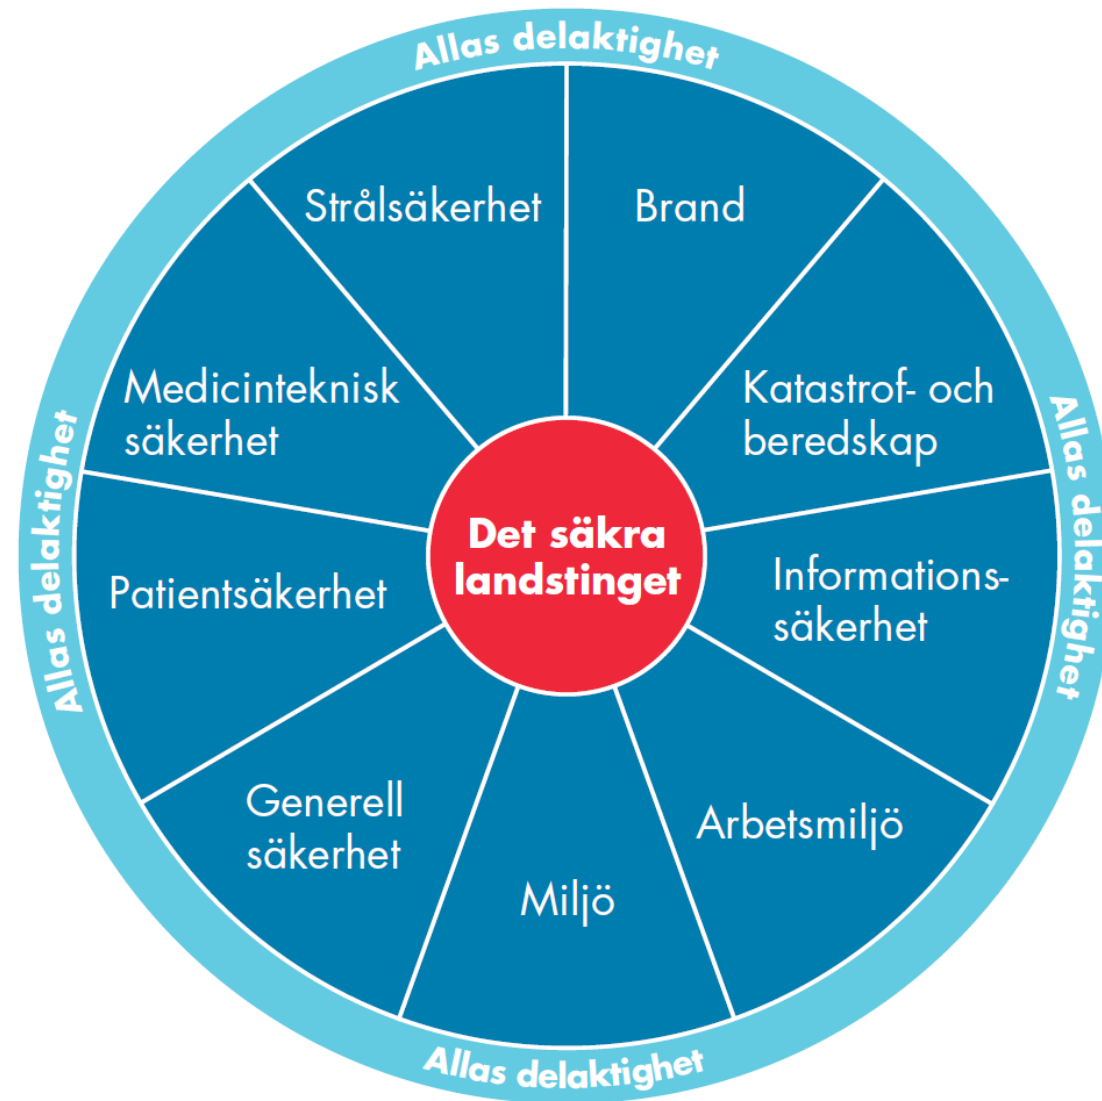 Allas delaktighet
Strålsäkerhet
Brand
Medicinteknisk
säkerhet
Katastrof- och
beredskap
Allas delaktighet
Allas delaktighet
Det säkra
landstinget
Patientsäkerhet
Informations-
säkerhet
Generell
säkerhet
Arbetsmiljö
Miljö
Allas delaktighet